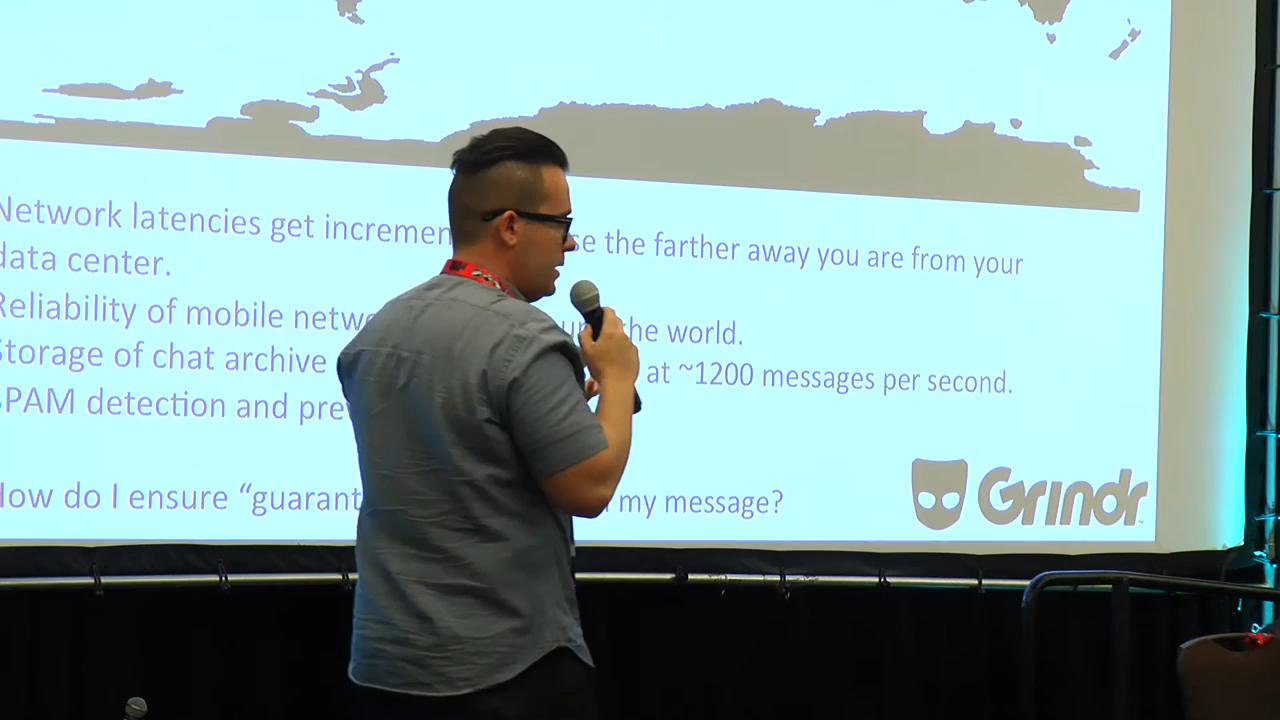 Network latencies get incremen se the farther away you are from your
data center.
Reliability of mobile netw the world.
Storage of chat archive at ~1200 messages per second.
SPAM detection and pre
How do I ensure “guarant my message?
Grindr